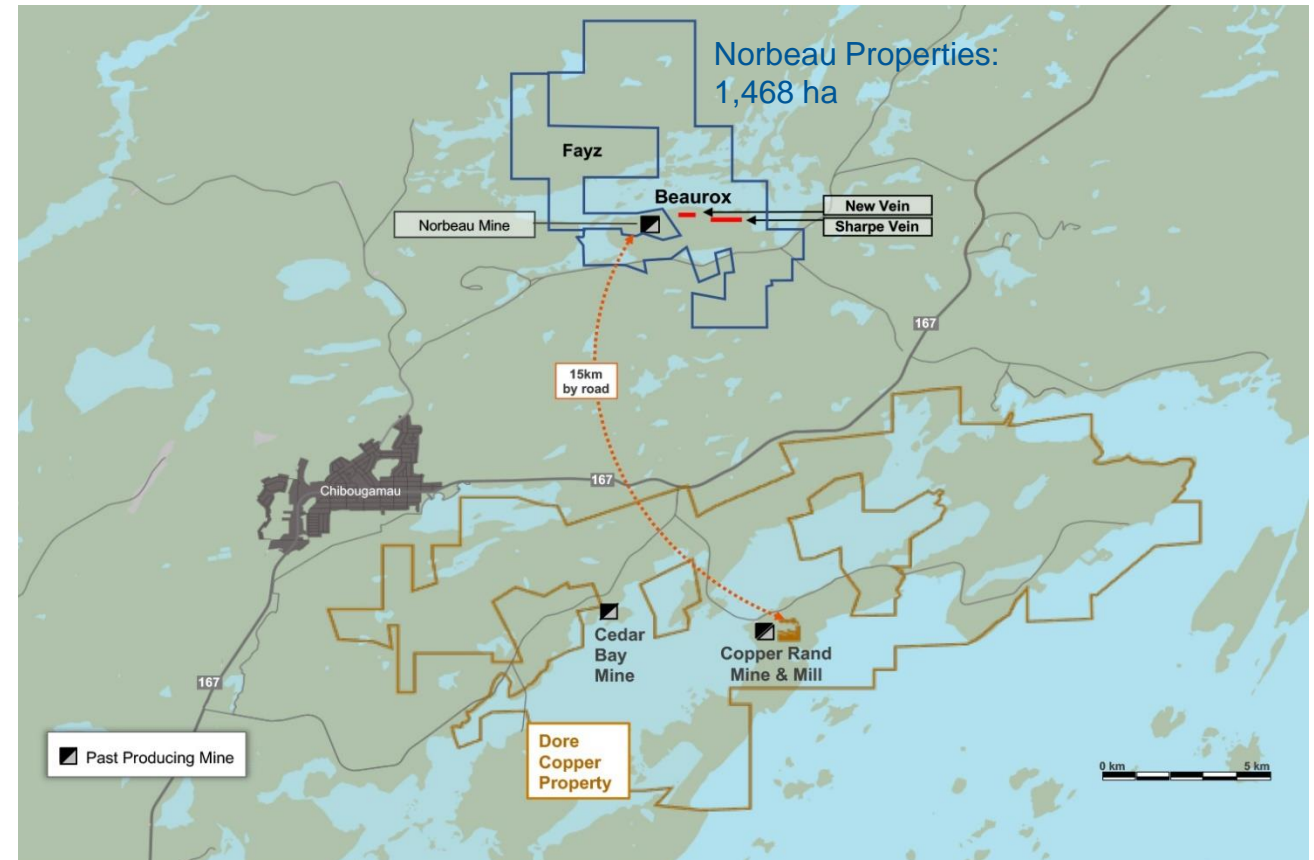 Norbeau Properties:
1,468 ha
Fayz
Beaurox
New Vein
Sharpe Vein
Norbeau Mine
167
15km
by road
167
Chibougamau
Cedar
Bay
Mine
Copper Rand
Mine & Mill
167
Dore
Copper
Property
Past Producing Mine
0 km
5 km